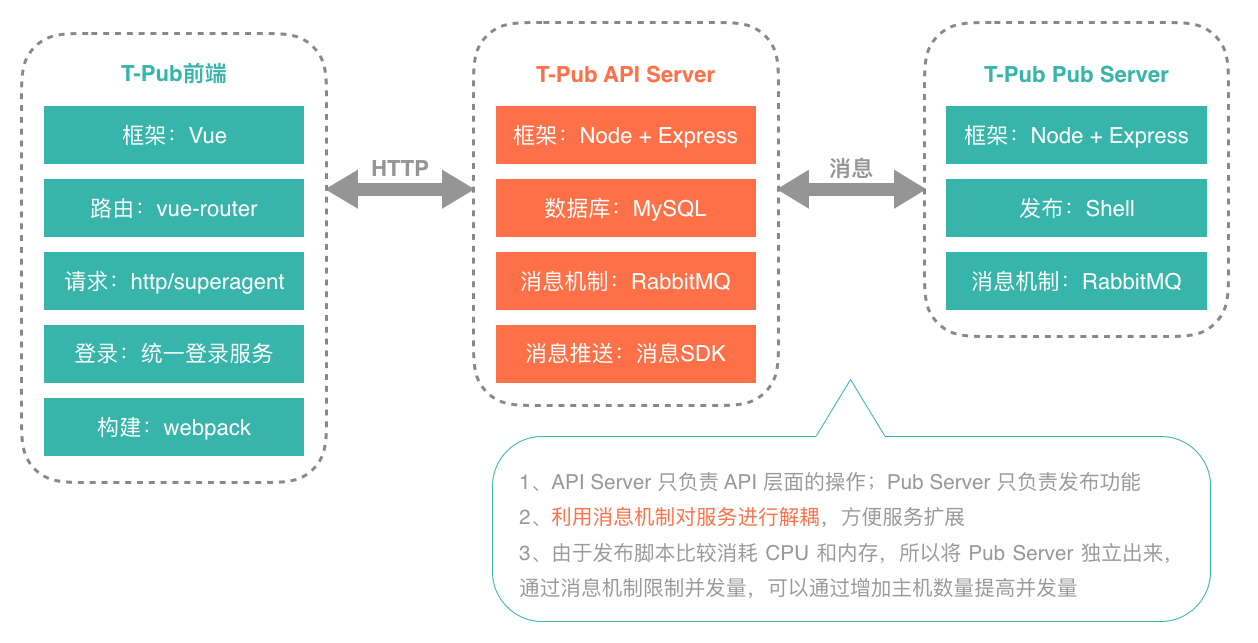 T-Pub前端
框架：Vue
路由：vue-router
请求：http/superagent
登录：统一登录服务
构建：webpack
HTTP
T-Pub API Server
框架：Node + Express
数据库：MySQL
消息机制：RabbitMQ
消息推送：消息SDK
消息
T-Pub Pub Server
框架：Node + Express
发布：Shell
消息机制：RabbitMQ
1、API Server 只负责 API 层面的操作；Pub Server 只负责发布功能
2、利用消息机制对服务进行解耦，方便服务扩展
3、由于发布脚本比较消耗 CPU 和内存，所以将 Pub Server 独立出来，
通过消息机制限制并发量，可以通过增加主机数量提高并发量